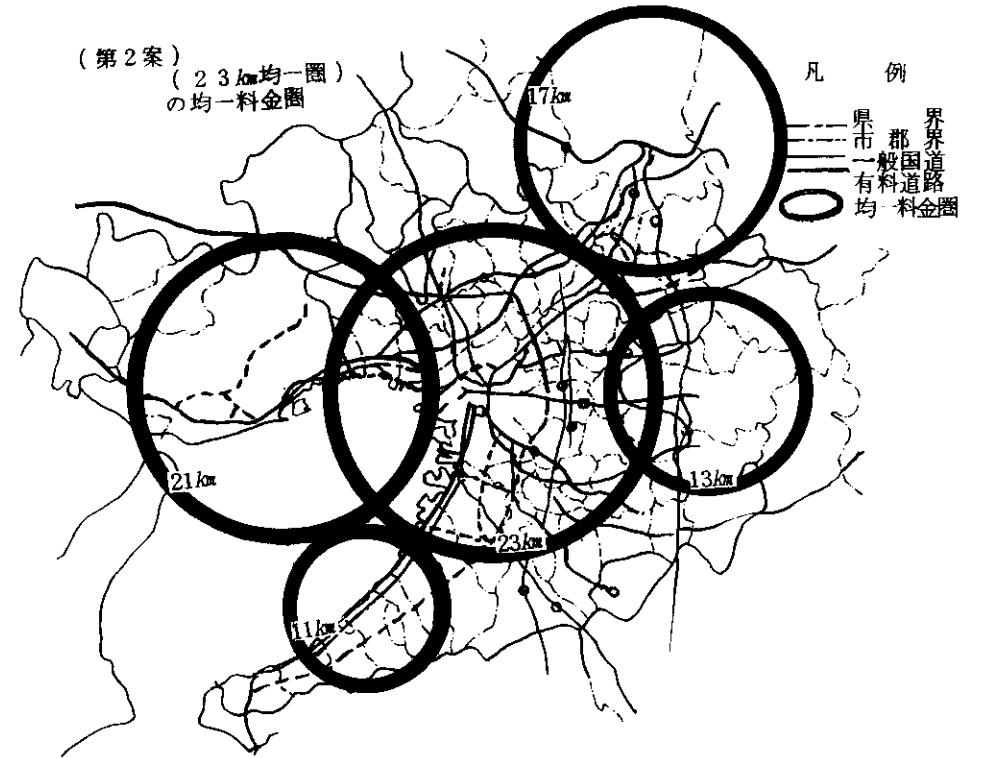 (第2案)
(23km均一圏)
の均一料金圏
凡 例
県 界
市 郡 界
一般国道
有料道路
均一料金圏
17km
21km
13km
23km
11km